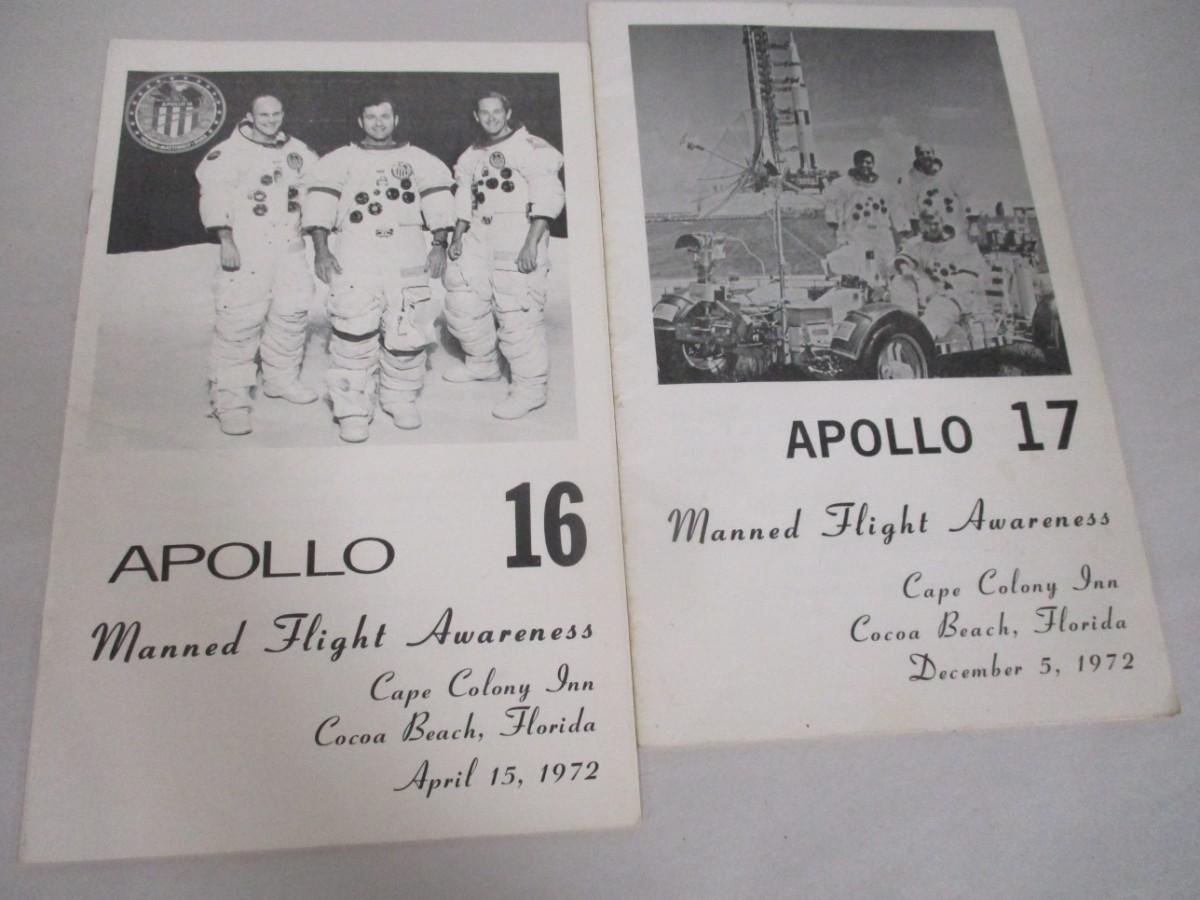 APOLLO 16
Manned Flight Awareness
Cape Colony Inn
Cocoa Beach, Florida
April 15, 1972
APOLLO 17
Manned Flight Awareness
Cape Colony Inn
Cocoa Beach, Florida
December 5, 1972